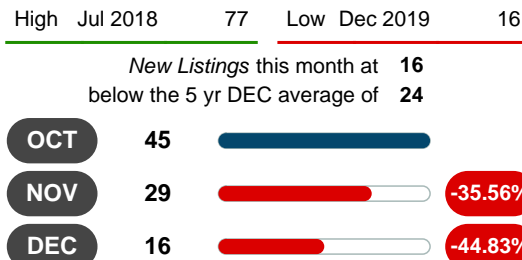 High Jul 2018 77 Low Dec 2019 16
New Listings this month at 16
below the 5 yr DEC average of 24
OCT 45
NOV 29 -35.56%
DEC 16 -44.83%